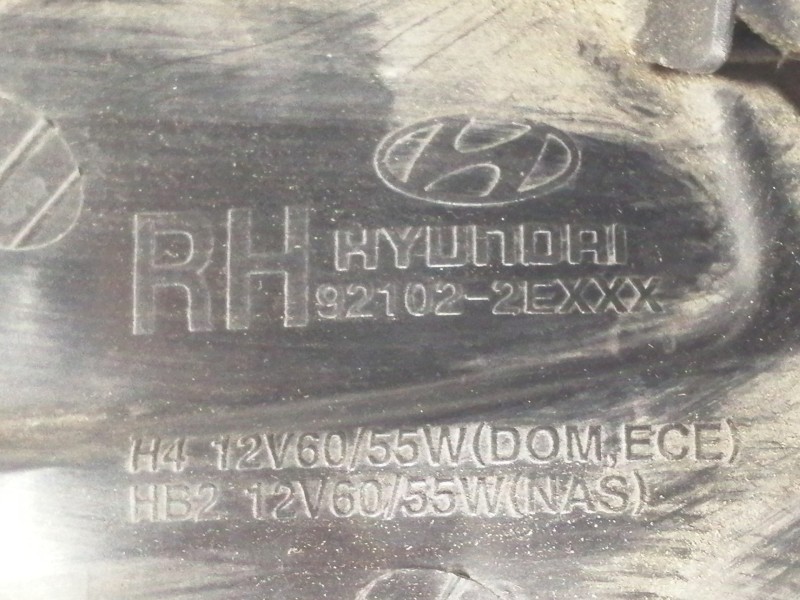 RH HYUNDAI
92102-2EXXX
H4 12V60/55W(DOM,ECE)
HB2 12V60/55W(NAS)